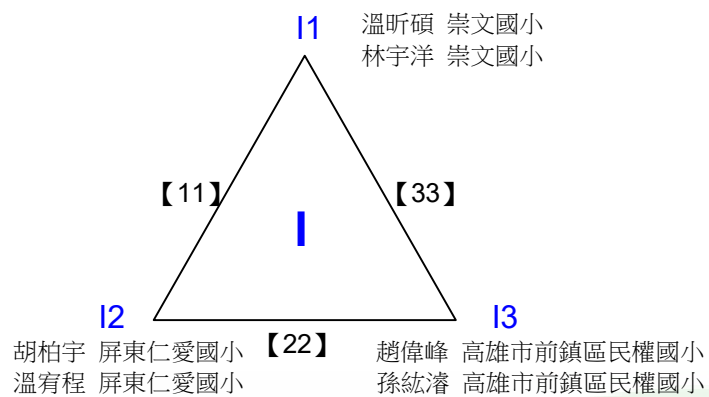 I1
溫昕碩 崇文國小
林宇洋 崇文國小
【11】
【33】
I
I2
I3
【22】
胡柏宇 屏東仁愛國小
溫宥程 屏東仁愛國小
趙偉峰 高雄市前鎮區民權國小
孫紘濬 高雄市前鎮區民權國小